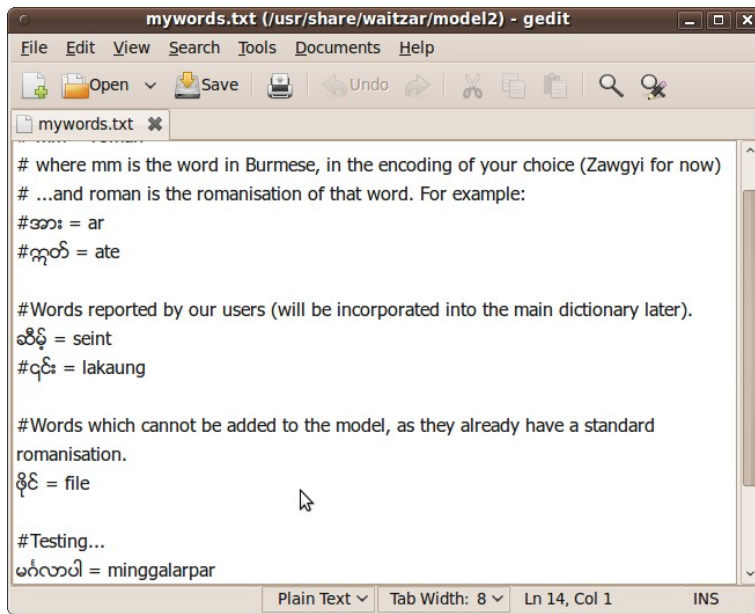 mywords.txt (/usr/share/waitzar/model2) - gedit
File Edit View Search Tools Documents Help
Open Save Undo
mywords.txt
# where mm is the word in Burmese, in the encoding of your choice (Zawgyi for now)
# ...and roman is the romanisation of that word. For example:
#အား = ar
#ဣတ် = ate
#Words reported by our users (will be incorporated into the main dictionary later).
ဆီမ့် = seint
#၎င်း = lakaung
#Words which cannot be added to the model, as they already have a standard
romanisation.
ဖိုင် = file
#Testing...
မင်္ဂလာပါ = minggalarpar
Plain Text Tab Width: 8 Ln 14, Col 1 INS